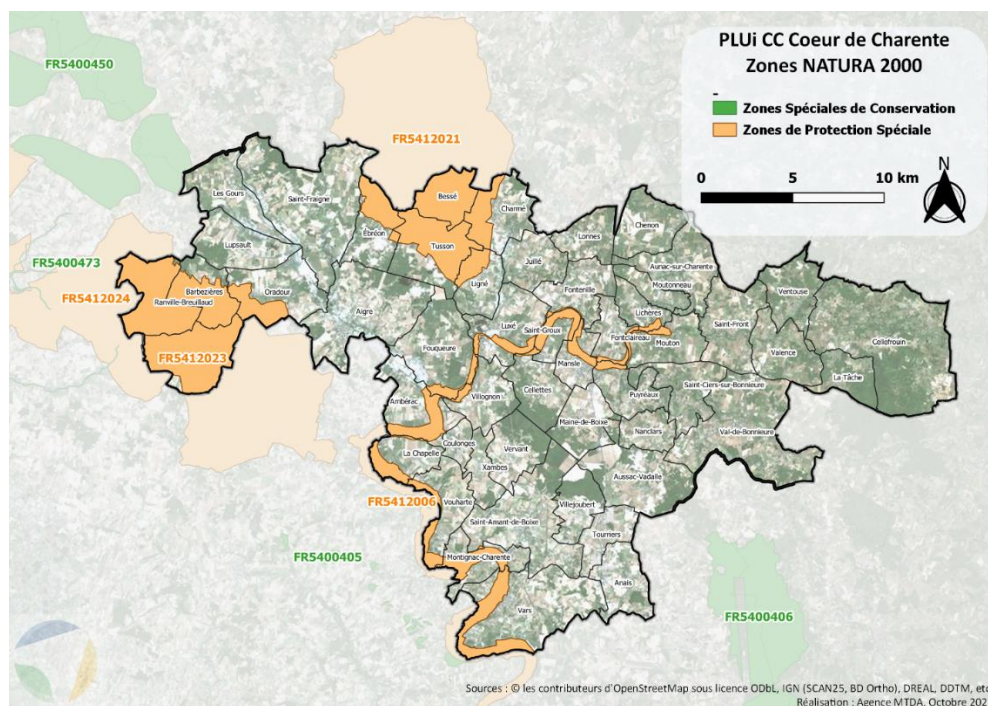 PLUi CC Coeur de Charente
Zones NATURA 2000
-
Zones Spéciales de Conservation
Zones de Protection Spéciale
0 5 10 km
N
FR5400450
FR5412021
FR5400473
FR5412024
FR5412023
FR5412006
FR5400405
FR5400406
Les Gours
Saint-Fraigne
Bessé
Charmé
Ébréon
Tusson
Lupsault
Juillé
Lonnes
Chenon
Aunac-sur-Charente
Moutonneau
Ligné
Fontenille
Lichères
Ventouse
Barbezières
Ranville-Breuillaud
Oradour
Aigre
Luxé
Saint-Groux
Fontclaireau
Mouton
Saint-Front
Cellefrouin
Fouqueure
Mansle
Valence
La Tâche
Villognon
Cellettes
Puyréaux
Saint-Ciers-sur-Bonnieure
Ambérac
Maine-de-Boixe
Nanclars
Val-de-Bonnieure
Coulonges
La Chapelle
Vervant
Xambes
Aussac-Vadalle
Vouharte
Villejoubert
Saint-Amant-de-Boixe
Tourriers
Montignac-Charente
Anais
Vars
Sources : © les contributeurs d'OpenStreetMap sous licence ODbL, IGN (SCAN25, BD Ortho), DREAL, DDTM, etc
Réalisation : Agence MTDA, Octobre 202